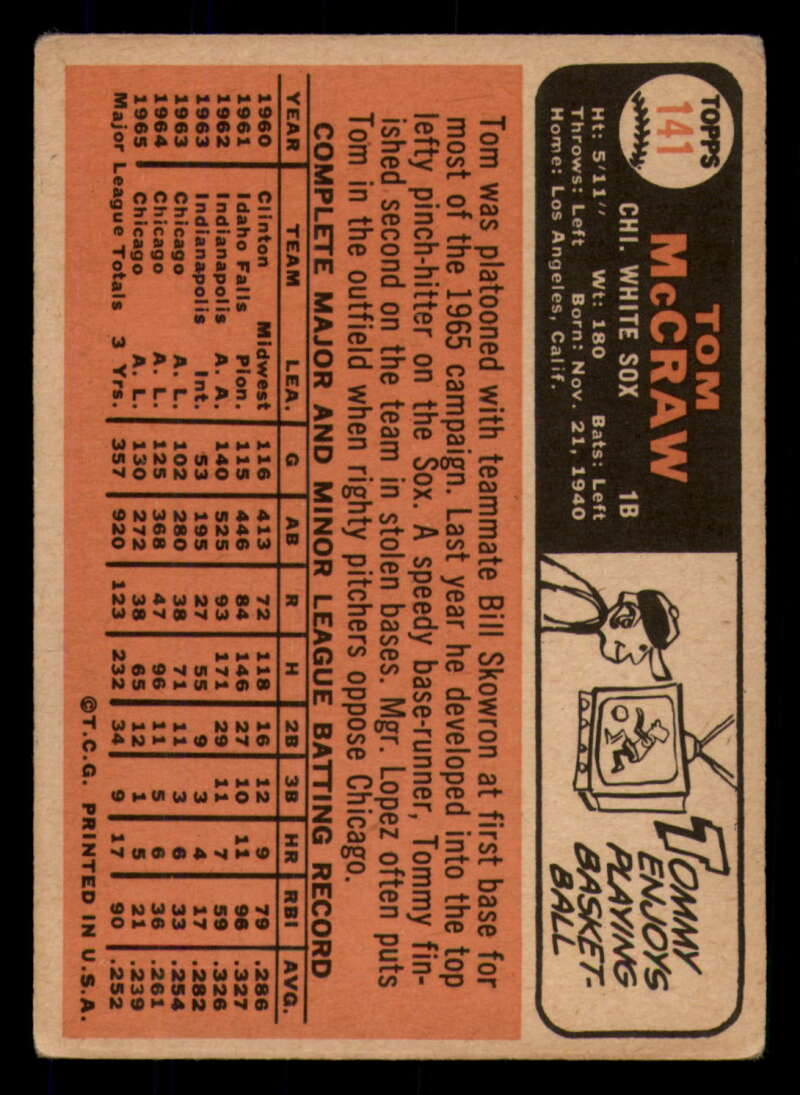 TOPPS
141
TOM
McCRAW
CHI. WHITE SOX 1B
Ht: 5'11" Wt: 180 Bats: Left
Throws: Left Born: Nov. 21, 1940
Home: Los Angeles, Calif.
TOMMY
ENJOYS
PLAYING
BASKET-
BALL
Tom was platooned with teammate Bill Skowron at first base for
most of the 1965 campaign. Last year he developed into the top
lefty pinch-hitter on the Sox. A speedy base-runner, Tommy fin-
ished second on the team in stolen bases. Mgr. Lopez often puts
Tom in the outfield when righty pitchers oppose Chicago.
COMPLETE MAJOR AND MINOR LEAGUE BATTING RECORD
YEAR TEAM LEA. G AB R H 2B 3B HR RBI AVG.
1960 Clinton Midwest 116 413 72 118 16 12 9 79 .286
1961 Idaho Falls Pion. 115 446 84 146 27 10 11 96 .327
1962 Indianapolis A. A. 140 525 93 171 29 11 7 59 .326
1963 Indianapolis Int. 53 195 27 55 9 3 4 17 .282
1963 Chicago A. L. 102 280 38 71 11 3 6 33 .254
1964 Chicago A. L. 125 368 47 96 11 5 6 36 .261
1965 Chicago A. L. 130 272 38 65 12 1 5 21 .239
Major League Totals 3 Yrs. 357 920 123 232 34 9 17 90 .252
©T.C.G. PRINTED IN U.S.A.